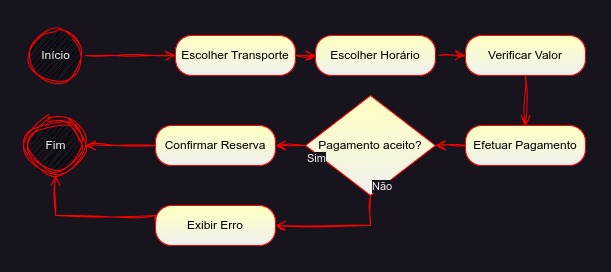 Início
Escolher Transporte
Escolher Horário
Verificar Valor
Fim
Confirmar Reserva
Pagamento aceito?
Efetuar Pagamento
Sim
Não
Exibir Erro